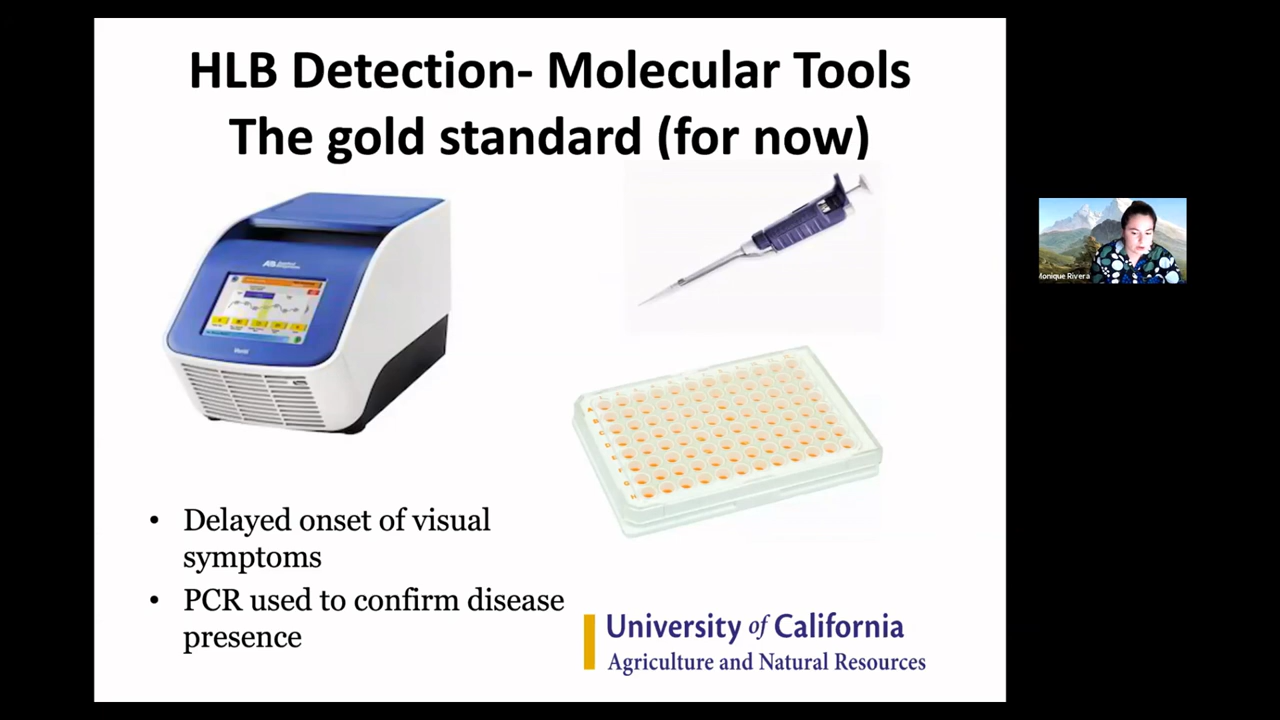 HLB Detection- Molecular Tools
The gold standard (for now)
• Delayed onset of visual
symptoms
• PCR used to confirm disease
presence
University of California
Agriculture and Natural Resources
Monique Rivera